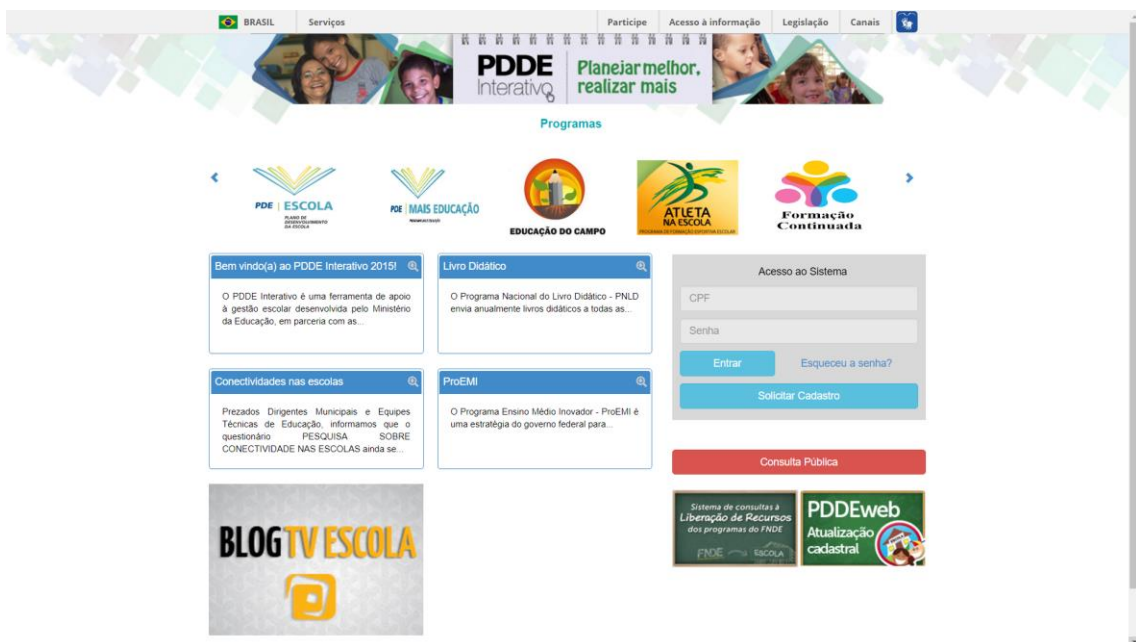 BRASIL Serviços Participe Acesso à informação Legislação Canais
PDDE
Interativo
Planejar melhor,
realizar mais
Programas
PDE ESCOLA
PLANO DE
DESENVOLVIMENTO
DA ESCOLA
PDE MAIS EDUCAÇÃO
EDUCAÇÃO DO CAMPO
ATLETA
NA ESCOLA
PROGRAMA DE FORMAÇÃO ESPORTIVA ESCOLAR
Formação
Continuada
Bem vindo(a) ao PDDE Interativo 2015!
O PDDE Interativo é uma ferramenta de apoio
à gestão escolar desenvolvida pelo Ministério
da Educação, em parceria com as...
Livro Didático
O Programa Nacional do Livro Didático - PNLD
envia anualmente livros didáticos a todas as...
Acesso ao Sistema
CPF
Senha
Entrar Esqueceu a senha?
Solicitar Cadastro
Conectividades nas escolas
Prezados Dirigentes Municipais e Equipes
Técnicas de Educação, informamos que o
questionário PESQUISA SOBRE
CONECTIVIDADE NAS ESCOLAS ainda se...
ProEMI
O Programa Ensino Médio Inovador - ProEMI é
uma estratégia do governo federal para...
Consulta Pública
BLOG TV ESCOLA
Sistema de consultas à
Liberação de Recursos
dos programas do FNDE
FNDE ESCOLA
PDDEweb
Atualização
cadastral